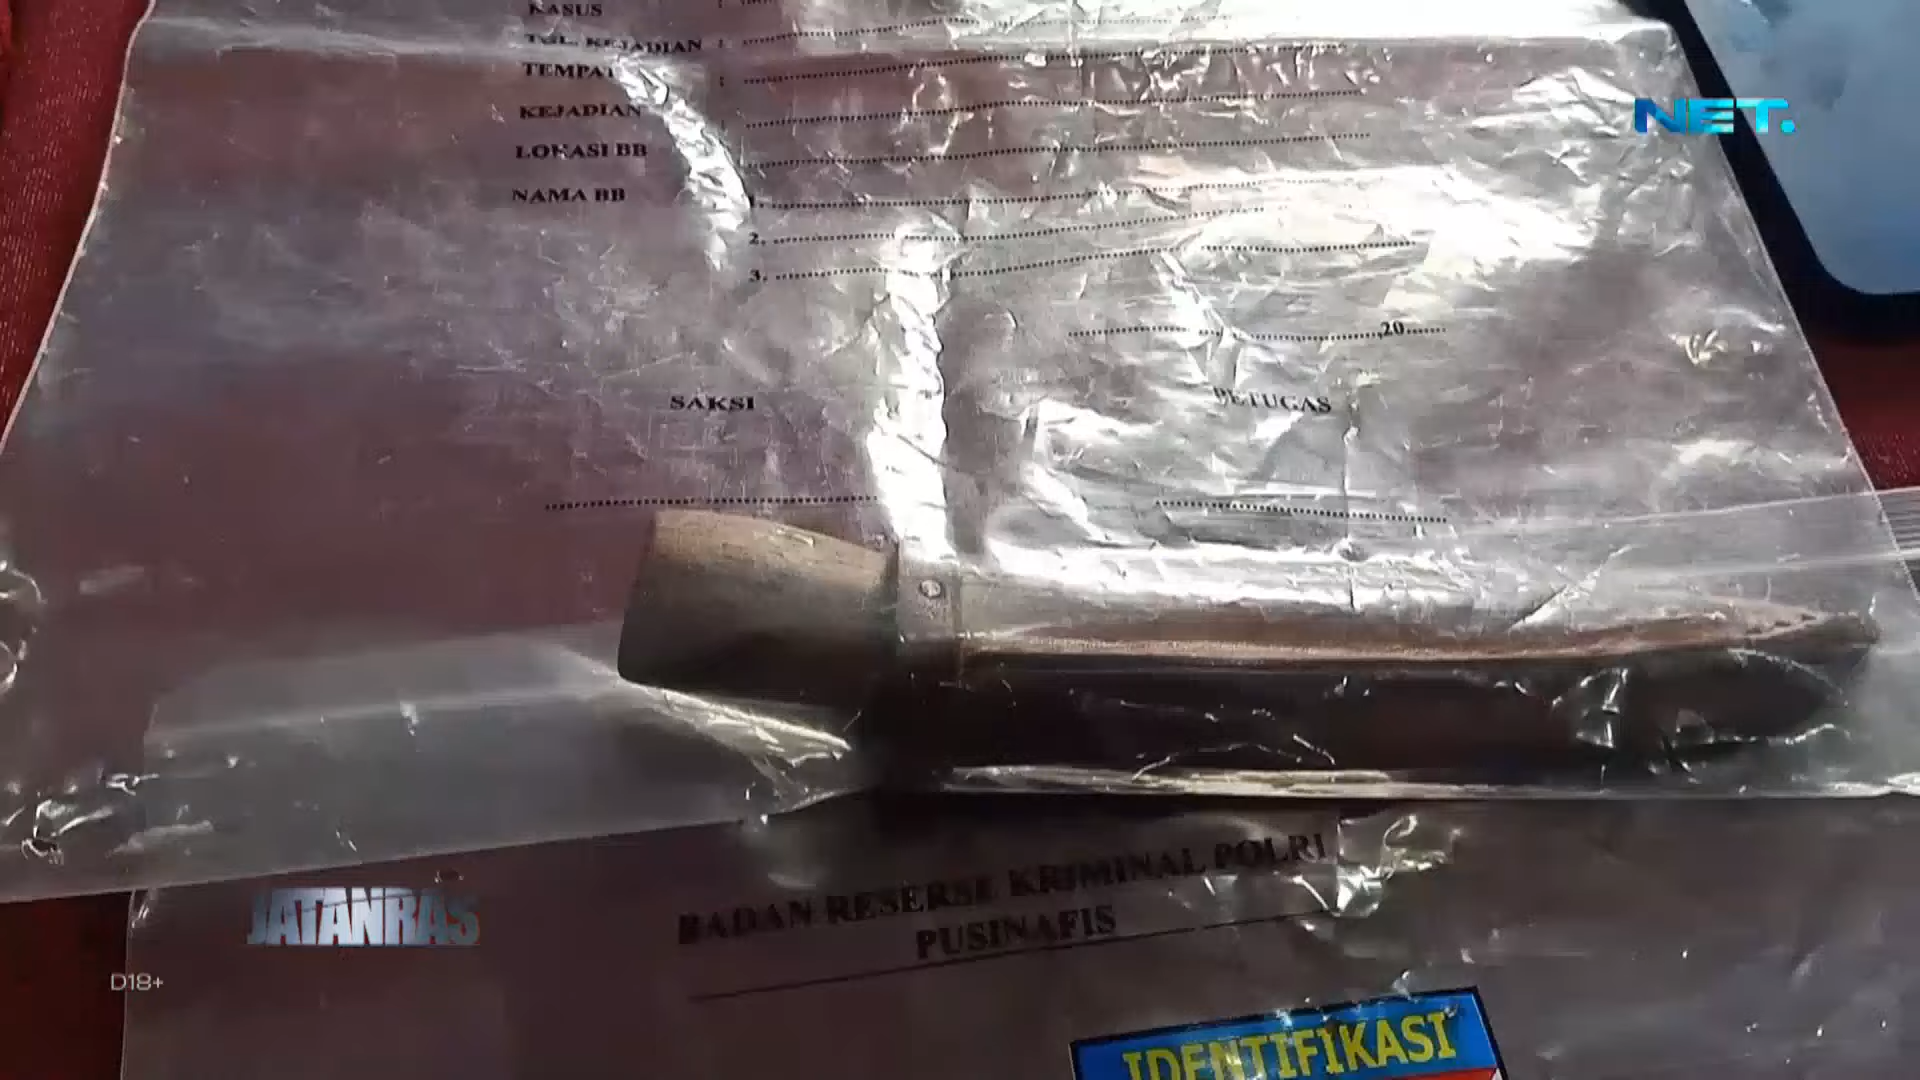 KASUS :
TGL. KEJADIAN :
TEMPAT :
KEJADIAN
LOKASI BB
NAMA BB
2.
3.
20
SAKSI PETUGAS
NET.
BADAN RESERSE KRIMINAL POLRI
PUSINAFIS
JATANRAS
D18+
IDENTIFIKASI